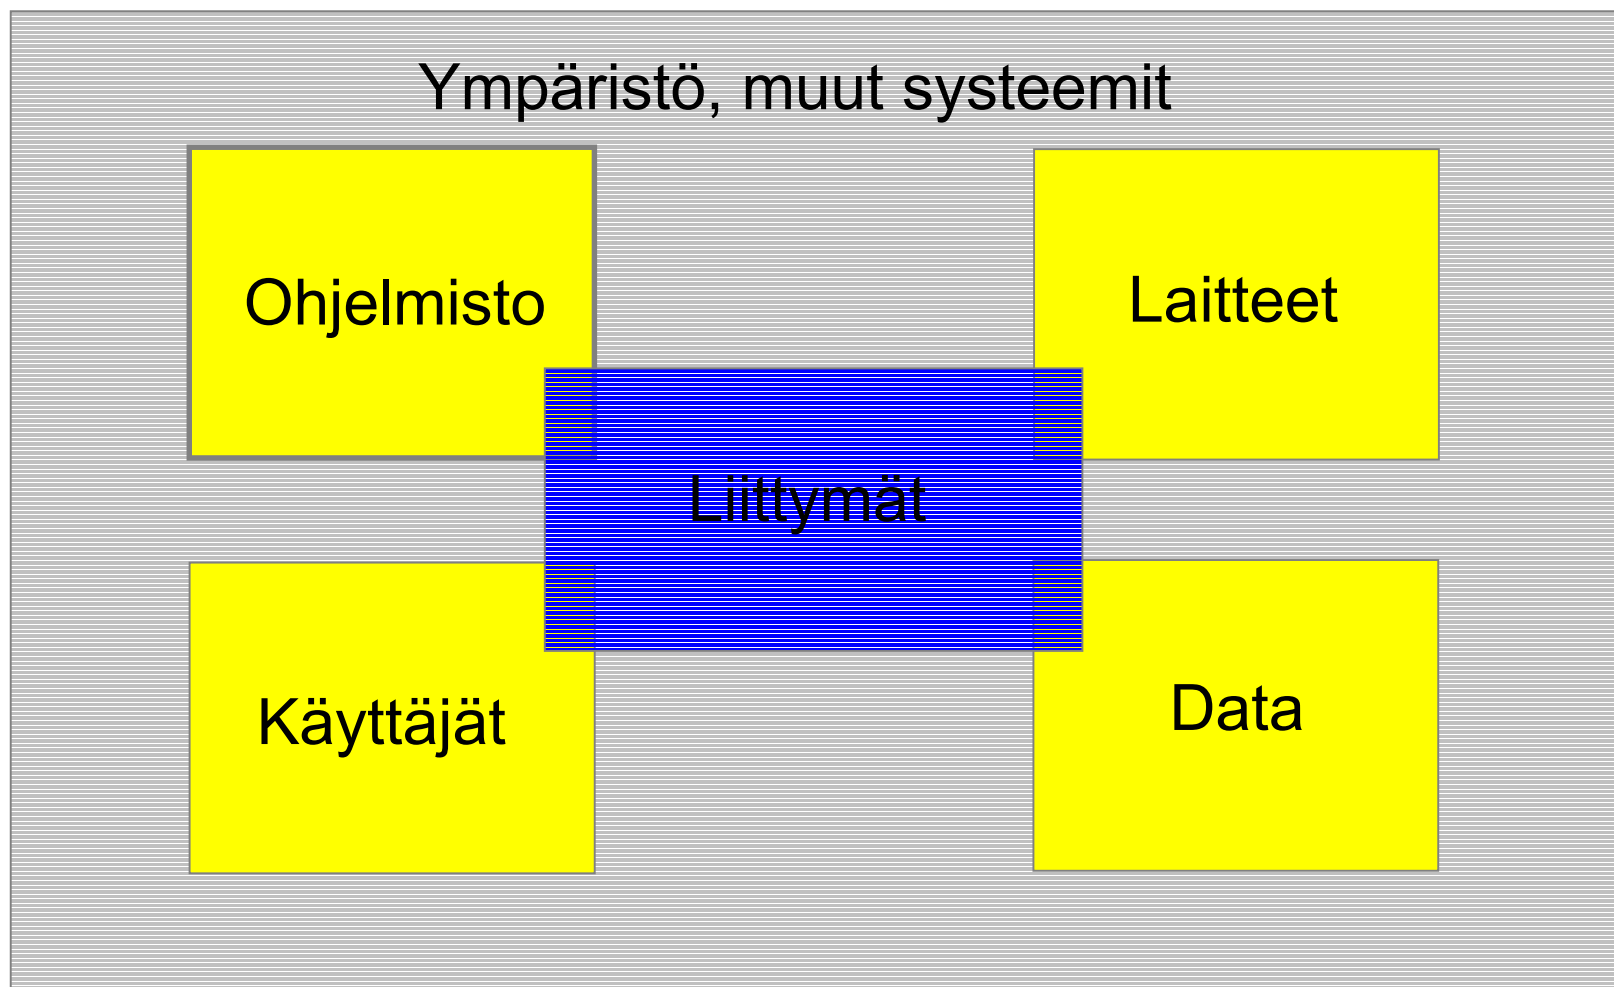 Ympäristö, muut systeemit
Ohjelmisto
Laitteet
Liittymät
Käyttäjät
Data